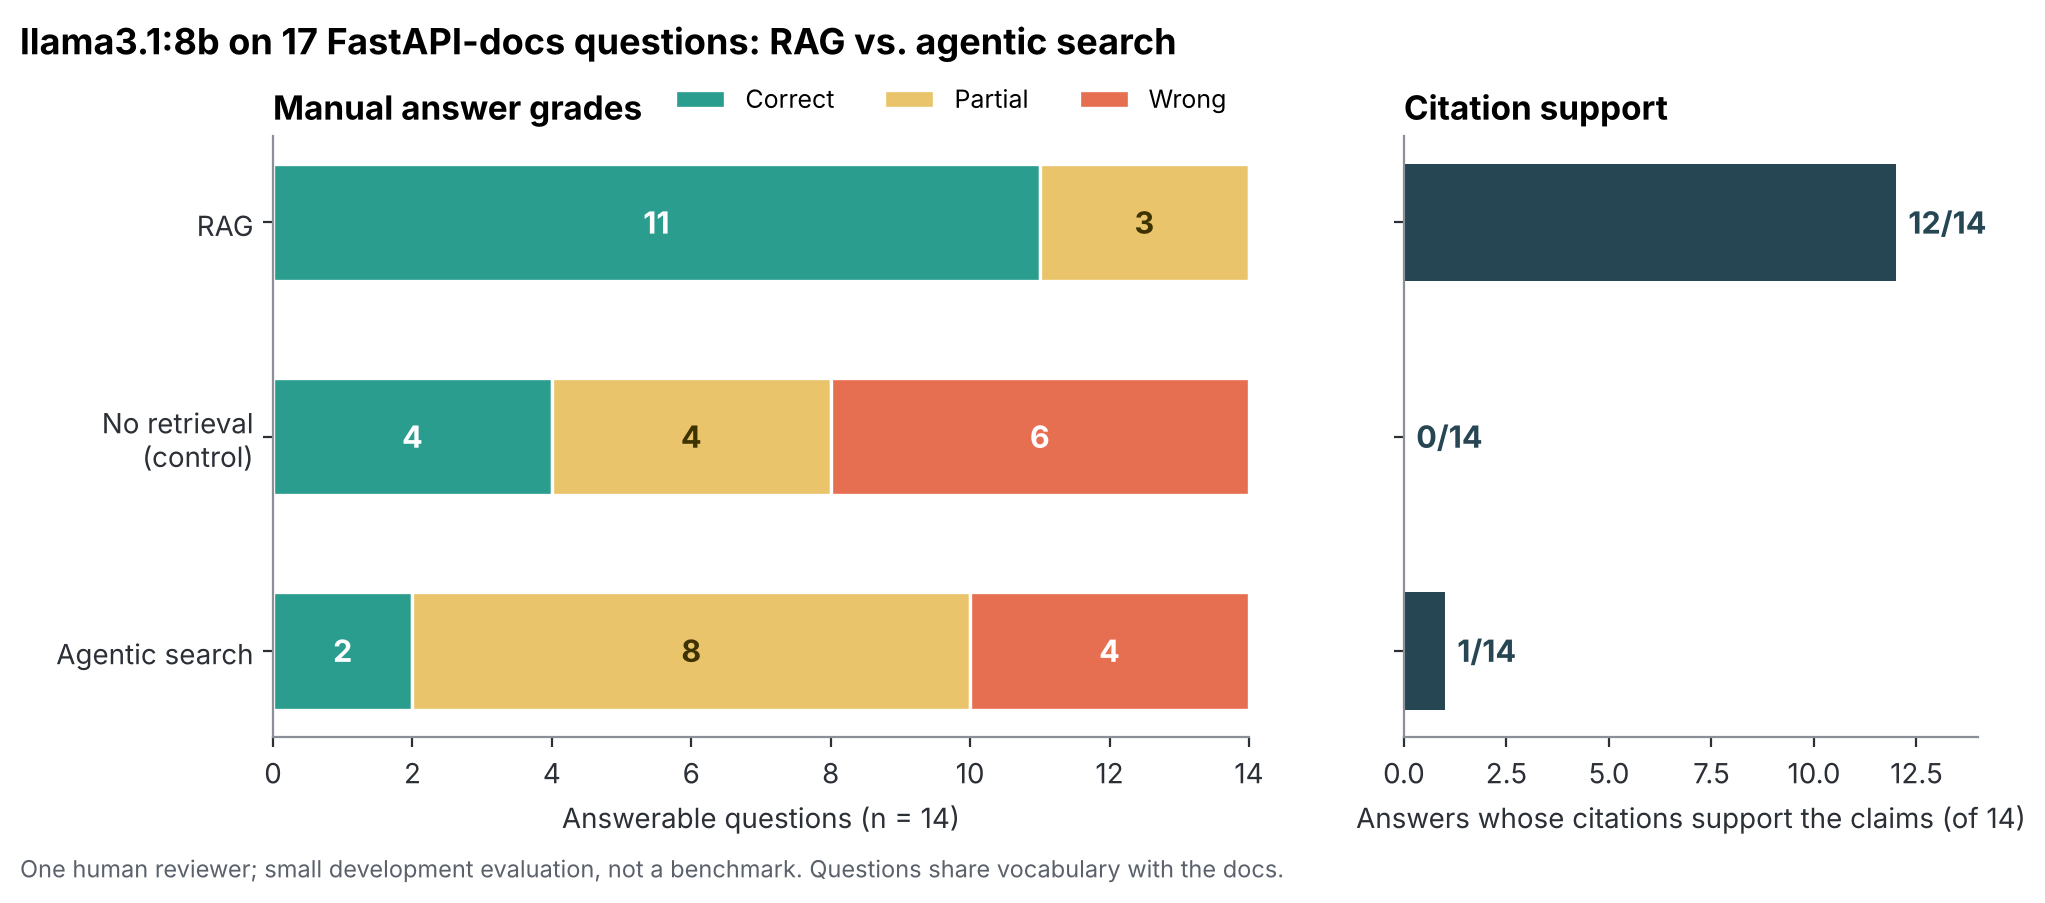 llama3.1:8b on 17 FastAPI-docs questions: RAG vs. agentic search
Manual answer grades
Correct
Partial
Wrong
RAG
11
3
No retrieval
(control)
4
4
6
Agentic search
2
8
4
0 2 4 6 8 10 12 14
Answerable questions (n = 14)
Citation support
12/14
0/14
1/14
0.0 2.5 5.0 7.5 10.0 12.5
Answers whose citations support the claims (of 14)
One human reviewer; small development evaluation, not a benchmark. Questions share vocabulary with the docs.